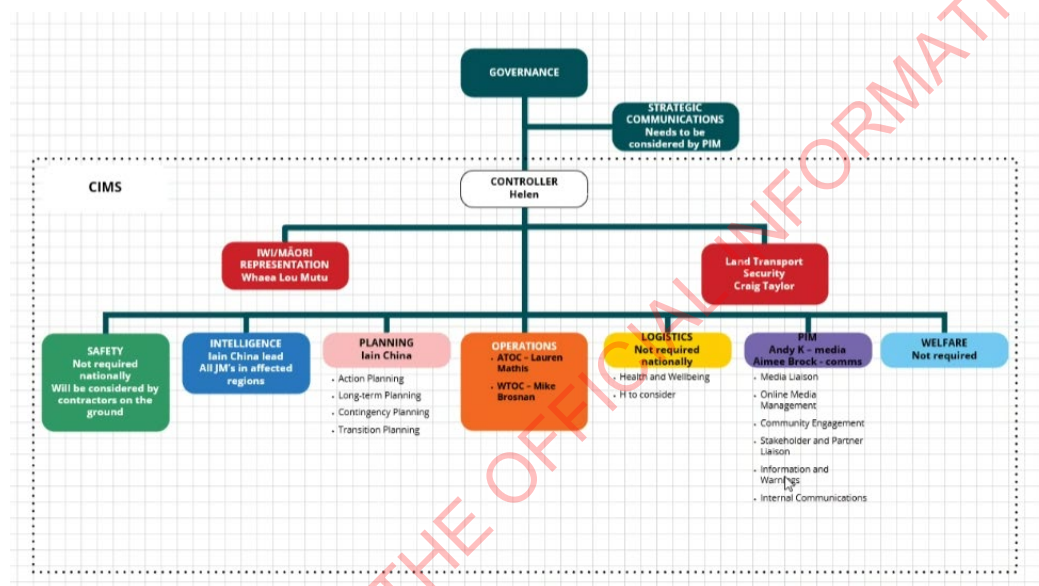 GOVERNANCE
STRATEGIC
COMMUNICATIONS
Needs to be
considered by PIM
CIMS
CONTROLLER
Helen
IWI/MĀORI
REPRESENTATION
Whaea Lou Mutu
Land Transport
Security
Craig Taylor
SAFETY
Not required
nationally
Will be considered by
contractors on the
ground
INTELLIGENCE
Iain China lead
All JM's in affected
regions
PLANNING
Iain China
- Action Planning
- Long-term Planning
- Contingency Planning
- Transition Planning
OPERATIONS
- ATOC – Lauren
Mathis
- WTOC – Mike
Brosnan
LOGISTICS
Not required
nationally
- Health and Wellbeing
- H to consider
PIM
Andy K – media
Aimee Brock - comms
- Media Liaison
- Online Media
Management
- Community Engagement
- Stakeholder and Partner
Liaison
- Information and
Warnings
- Internal Communications
WELFARE
Not required
THE OFFICIAL INFORMATI